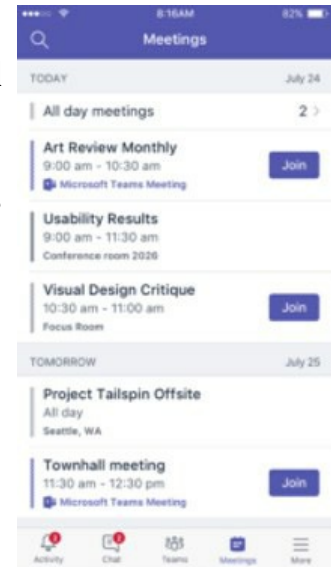 8:16AM
82%
Meetings
TODAY July 24
All day meetings 2
Art Review Monthly
9:00 am - 10:30 am
Join
Microsoft Teams Meeting
Usability Results
9:00 am - 11:30 am
Conference room 2026
Visual Design Critique
10:30 am - 11:00 am
Join
Focus Room
TOMORROW July 25
Project Tailspin Offsite
All day
Seattle, WA
Townhall meeting
11:30 am - 12:30 pm
Join
Microsoft Teams Meeting
Activity Chat Teams Meetings More